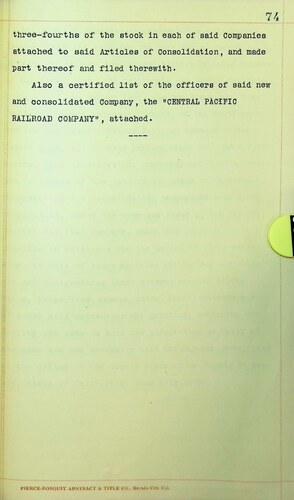 74
three-fourths of the stock in each of said Companies
attached to said Articles of Consolidation, and made
part thereof and filed therewith.
Also a certified list of the officers of said new
and consolidated Company, the "CENTRAL PACIFIC
RAILROAD COMPANY", attached.
----
PIERCE-BOSQUIT ABSTRACT & TITLE CO.